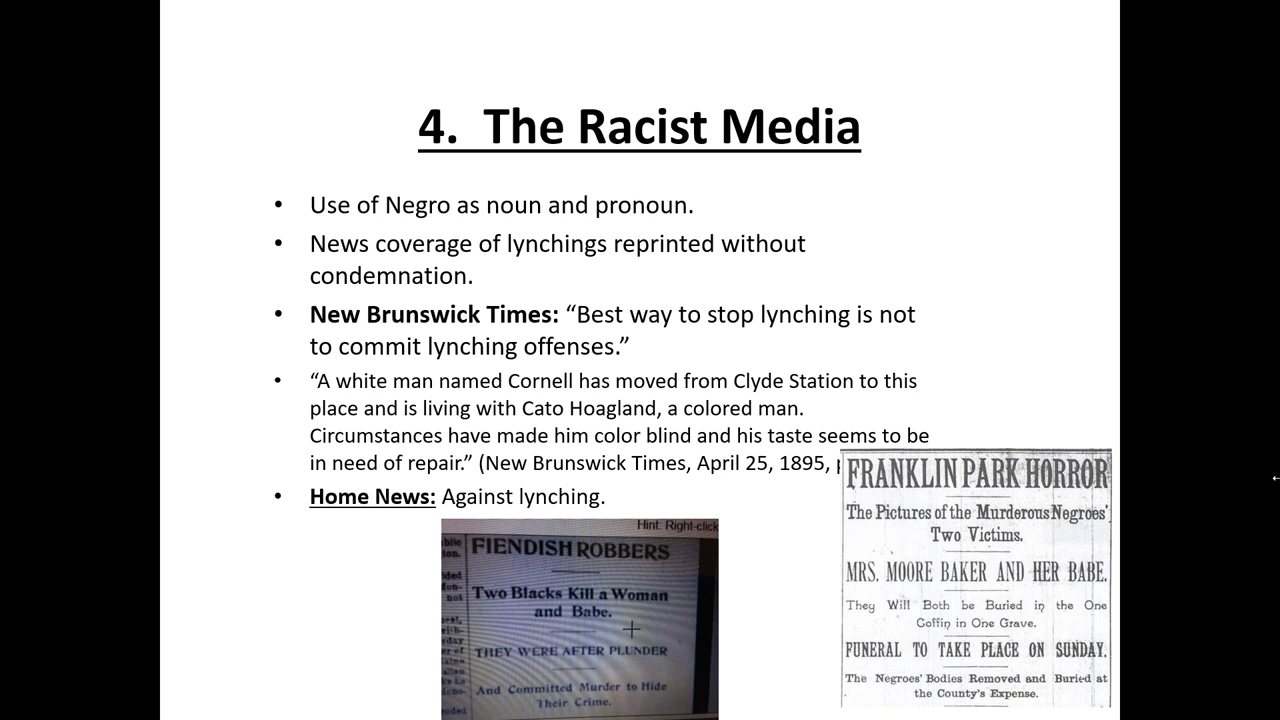 4. The Racist Media
• Use of Negro as noun and pronoun.
• News coverage of lynchings reprinted without
condemnation.
• New Brunswick Times: “Best way to stop lynching is not
to commit lynching offenses.”
• “A white man named Cornell has moved from Clyde Station to this
place and is living with Cato Hoagland, a colored man.
Circumstances have made him color blind and his taste seems to be
in need of repair.” (New Brunswick Times, April 25, 1895,
• Home News: Against lynching.
Hint: Right-click
FIENDISH ROBBERS
Two Blacks Kill a Woman
and Babe.
THEY WERE AFTER PLUNDER
And Committed Murder to Hide
Their Crime.
FRANKLIN PARK HORROR
The Pictures of the Murderous Negroes'
Two Victims.
MRS. MOORE BAKER AND HER BABE.
They Will Both be Buried in the One
Coffin in One Grave.
FUNERAL TO TAKE PLACE ON SUNDAY.
The Negroes' Bodies Removed and Buried at
the County's Expense.